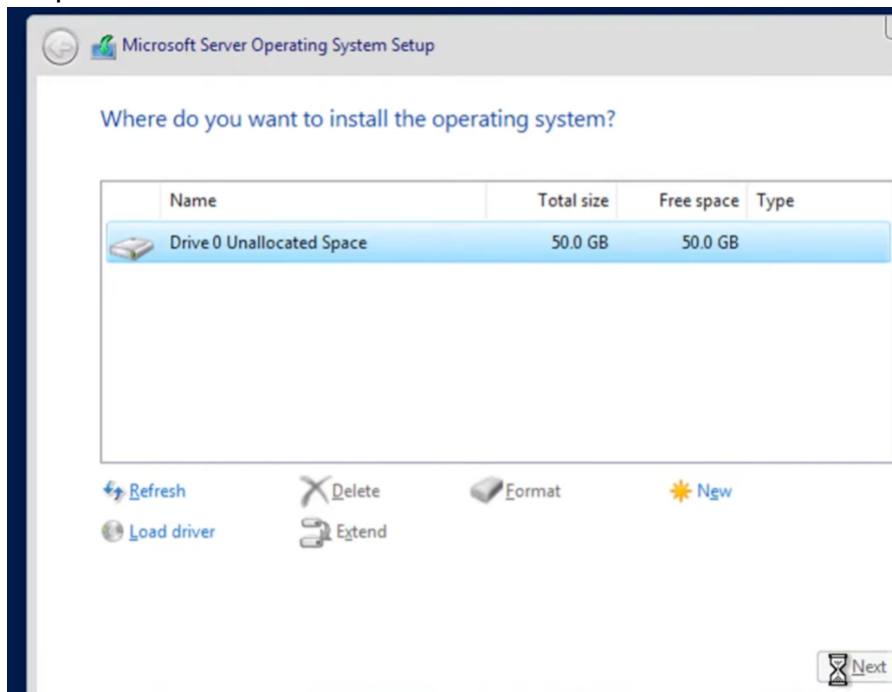 Microsoft Server Operating System Setup
Where do you want to install the operating system?
Name Total size Free space Type
Drive 0 Unallocated Space 50.0 GB 50.0 GB
Refresh Delete Format New
Load driver Extend
Next